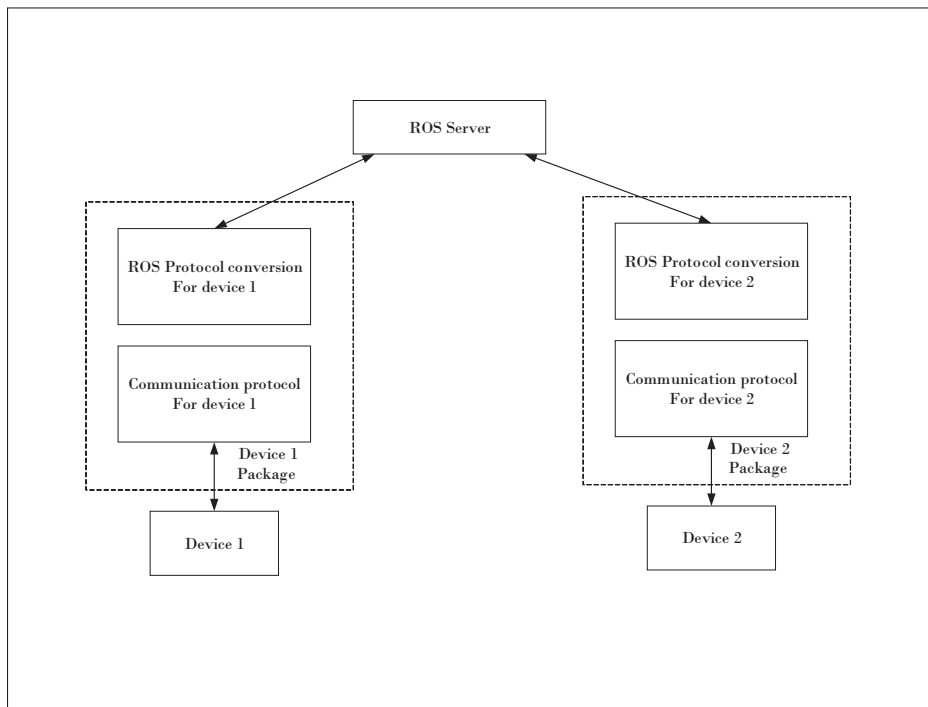 ROS Server
ROS Protocol conversion
For device 1
Communication protocol
For device 1
Device 1
Package
Device 1
ROS Protocol conversion
For device 2
Communication protocol
For device 2
Device 2
Package
Device 2